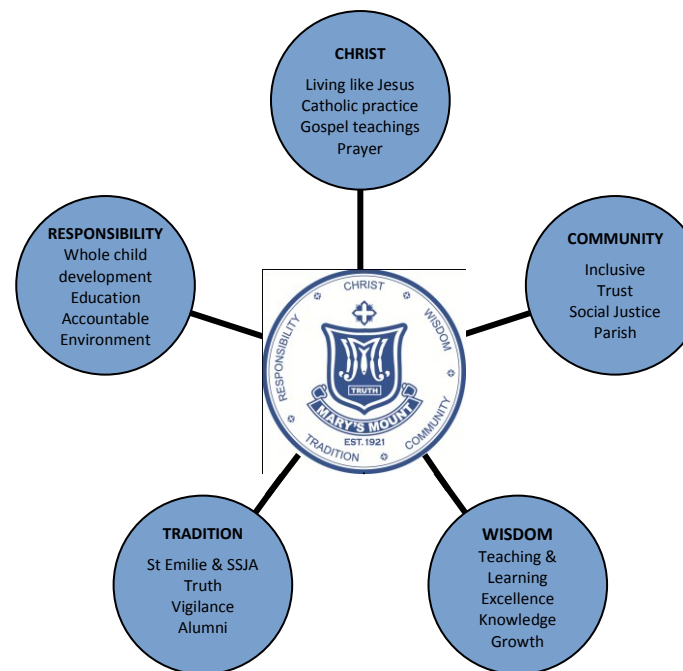 CHRIST
Living like Jesus
Catholic practice
Gospel teachings
Prayer
RESPONSIBILITY
Whole child
development
Education
Accountable
Environment
COMMUNITY
Inclusive
Trust
Social Justice
Parish
CHRIST
WISDOM
COMMUNITY
TRADITION
RESPONSIBILITY
M
TRUTH
MARY'S MOUNT
EST. 1921
TRADITION
St Emilie & SSJA
Truth
Vigilance
Alumni
WISDOM
Teaching &
Learning
Excellence
Knowledge
Growth